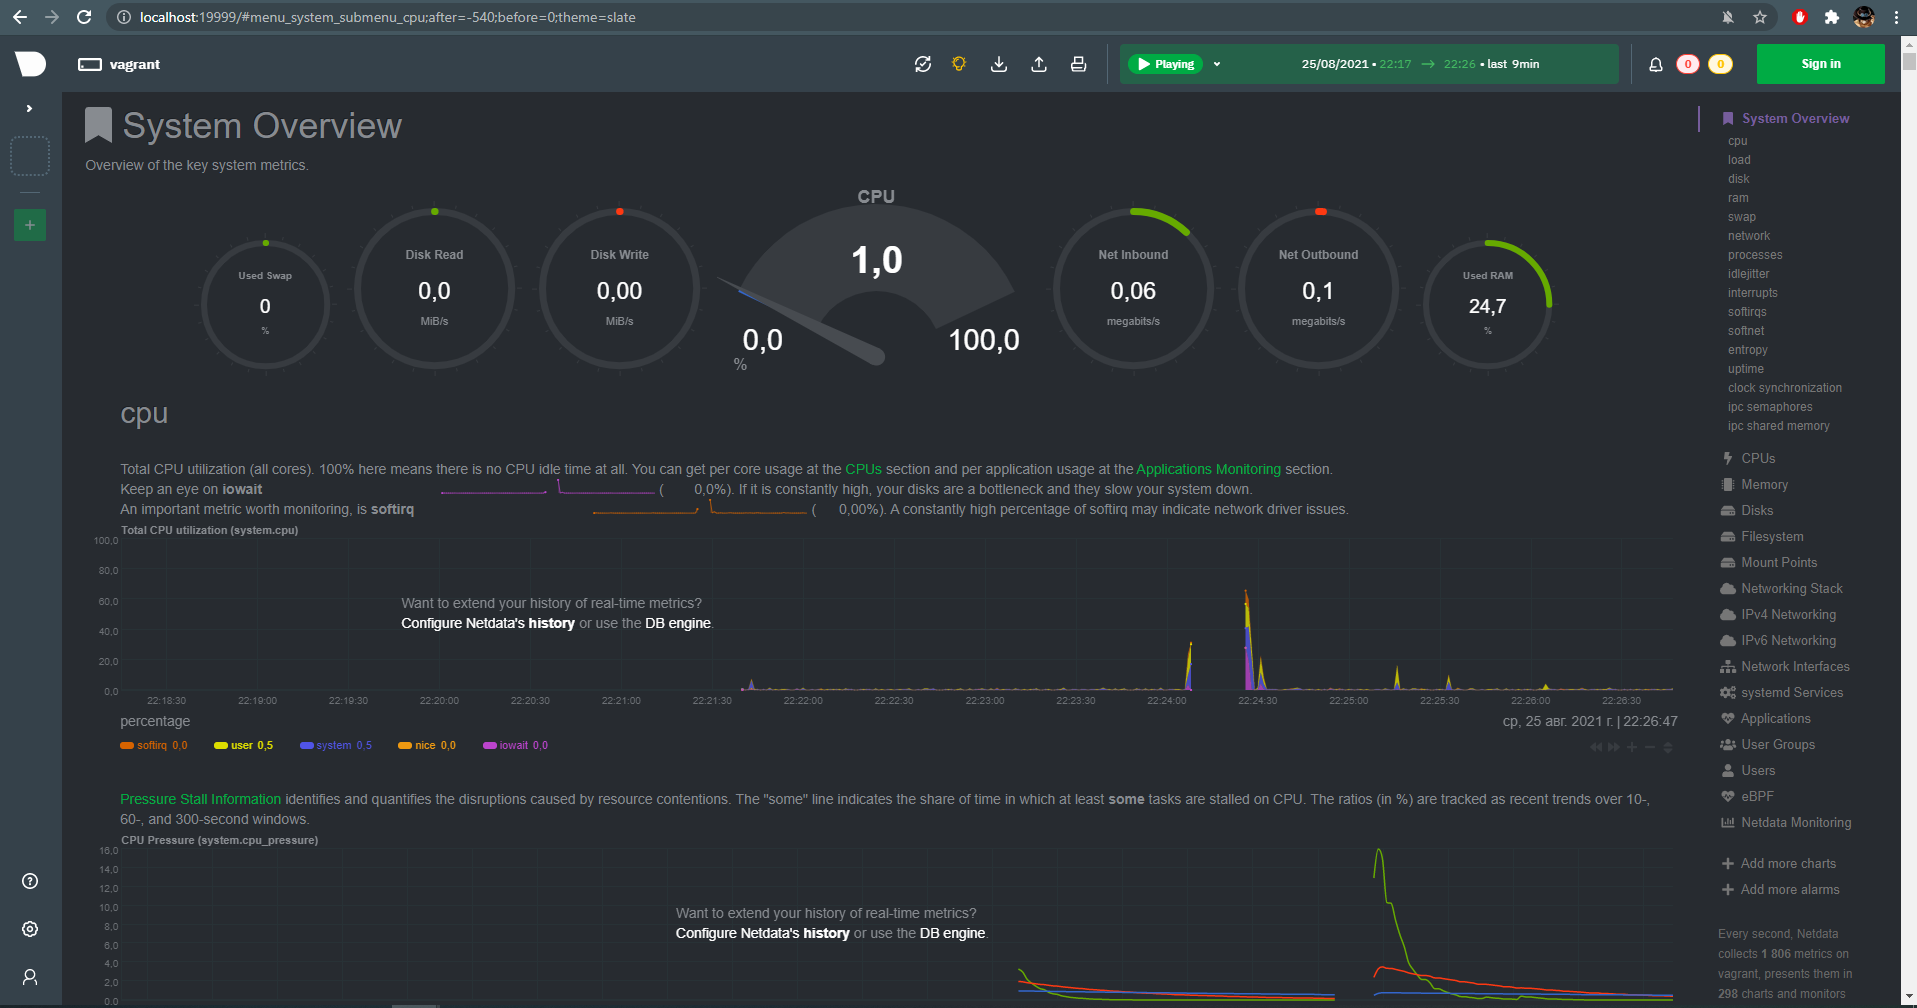 localhost:19999/#menu_system_submenu_cpu;after=-540;before=0;theme=slate
vagrant
Playing
25/08/2021 • 22:17 → 22:26 • last 9min
0
0
Sign in
System Overview
Overview of the key system metrics.
Used Swap
0
%
Disk Read
0,0
MiB/s
Disk Write
0,00
MiB/s
CPU
1,0
0,0
100,0
%
Net Inbound
0,06
megabits/s
Net Outbound
0,1
megabits/s
Used RAM
24,7
%
cpu
Total CPU utilization (all cores). 100% here means there is no CPU idle time at all. You can get per core usage at the CPUs section and per application usage at the Applications Monitoring section.
Keep an eye on iowait ( 0,0%). If it is constantly high, your disks are a bottleneck and they slow your system down.
An important metric worth monitoring, is softirq ( 0,00%). A constantly high percentage of softirq may indicate network driver issues.
Total CPU utilization (system.cpu)
100,0
80,0
60,0
40,0
20,0
0,0
Want to extend your history of real-time metrics?
Configure Netdata's history or use the DB engine.
22:18:30 22:19:00 22:19:30 22:20:00 22:20:30 22:21:00 22:21:30 22:22:00 22:22:30 22:23:00 22:23:30 22:24:00 22:24:30 22:25:00 22:25:30 22:26:00 22:26:30
percentage
ср, 25 авг. 2021 г. | 22:26:47
softirq 0,0 user 0,5 system 0,5 nice 0,0 iowait 0,0
Pressure Stall Information identifies and quantifies the disruptions caused by resource contentions. The "some" line indicates the share of time in which at least some tasks are stalled on CPU. The ratios (in %) are tracked as recent trends over 10-,
60-, and 300-second windows.
CPU Pressure (system.cpu_pressure)
16,0
14,0
12,0
10,0
8,0
6,0
4,0
2,0
0,0
Want to extend your history of real-time metrics?
Configure Netdata's history or use the DB engine.
System Overview
cpu
load
disk
ram
swap
network
processes
idlejitter
interrupts
softirqs
softnet
entropy
uptime
clock synchronization
ipc semaphores
ipc shared memory
CPUs
Memory
Disks
Filesystem
Mount Points
Networking Stack
IPv4 Networking
IPv6 Networking
Network Interfaces
systemd Services
Applications
User Groups
Users
eBPF
Netdata Monitoring
Add more charts
Add more alarms
Every second, Netdata
collects 1 806 metrics on
vagrant, presents them in
298 charts and monitors